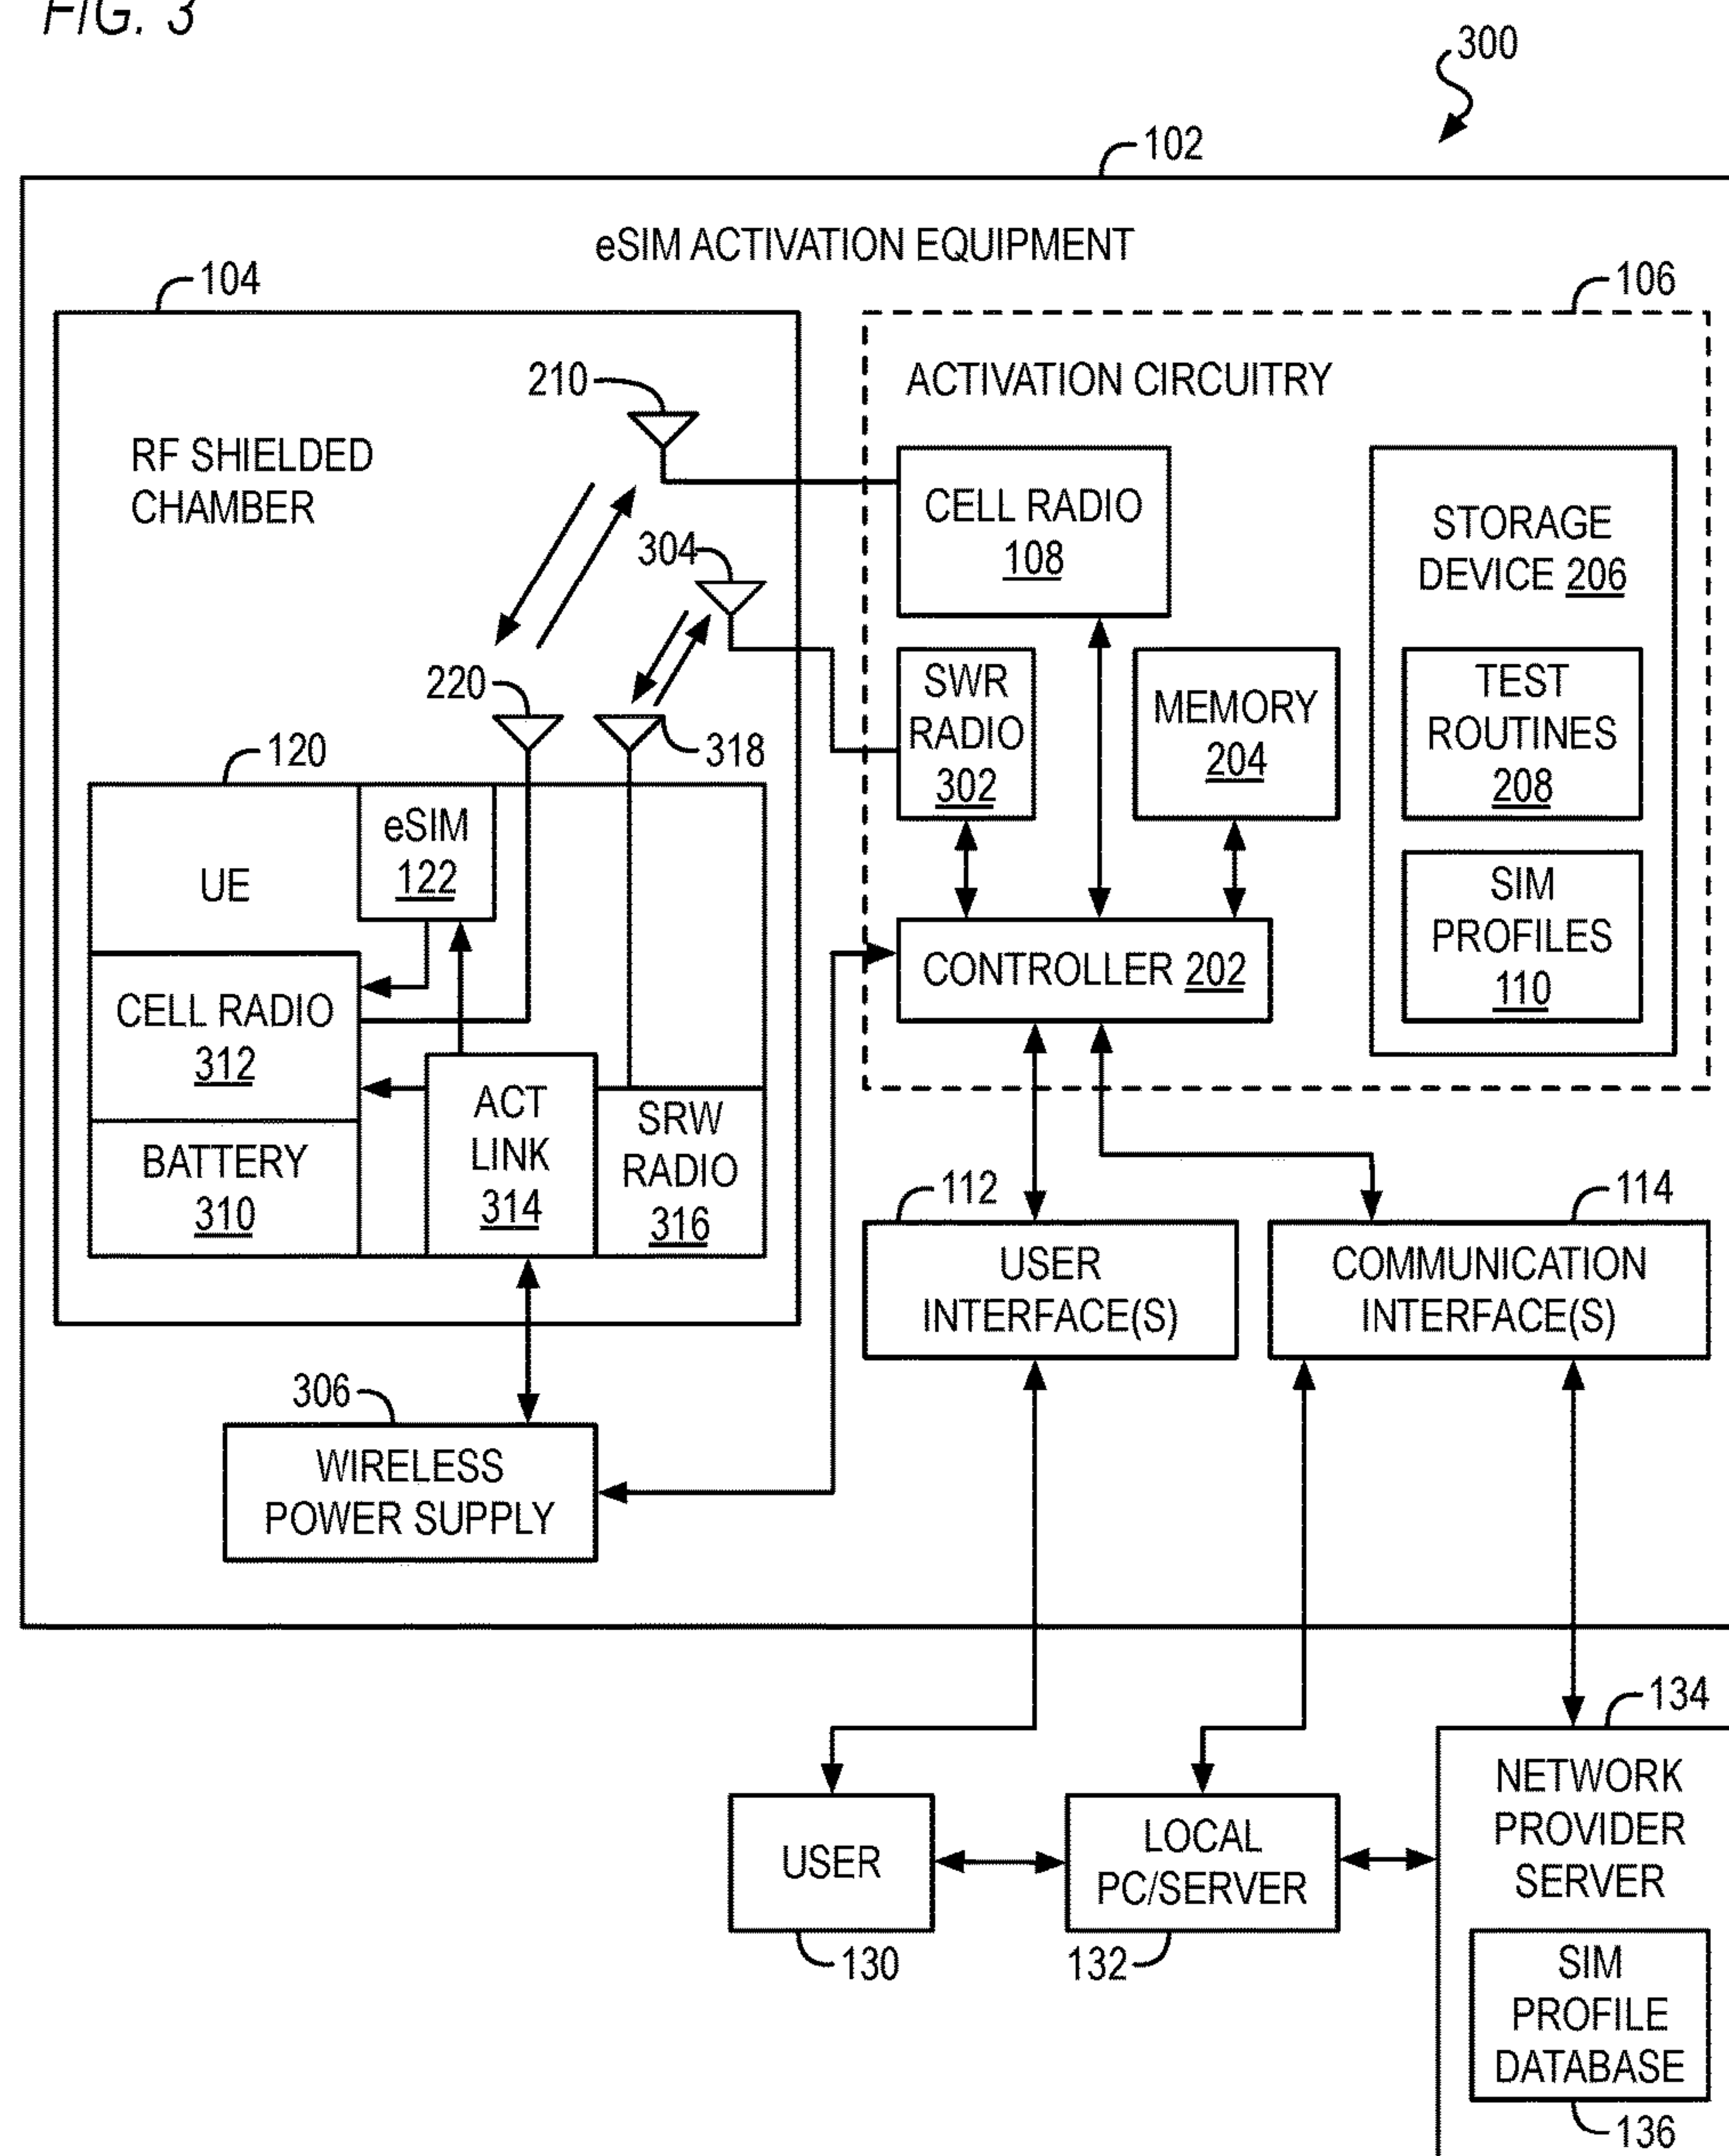 FIG. 3
300
102
eSIM ACTIVATION EQUIPMENT
104
106
210
ACTIVATION CIRCUITRY
RF SHIELDED
CHAMBER
CELL RADIO
108
STORAGE
DEVICE 206
304
220
318
SWR
RADIO
302
MEMORY
204
TEST
ROUTINES
208
120
eSIM
122
UE
SIM
PROFILES
110
CONTROLLER 202
CELL RADIO
312
ACT
LINK
314
SRW
RADIO
316
BATTERY
310
112
114
USER
INTERFACE(S)
COMMUNICATION
INTERFACE(S)
306
WIRELESS
POWER SUPPLY
134
NETWORK
PROVIDER
SERVER
USER
LOCAL
PC/SERVER
130
132
SIM
PROFILE
DATABASE
136